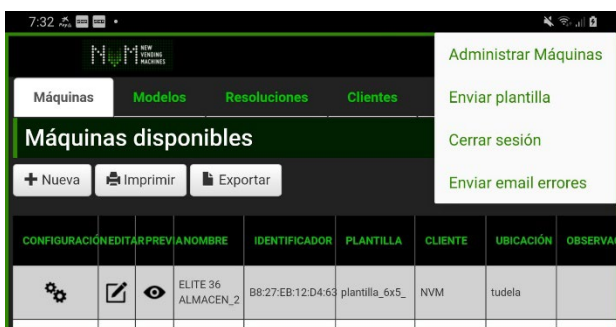 7:32
NVM NEW VENDING MACHINES
Administrar Máquinas
Máquinas Modelos Resoluciones Clientes
Enviar plantilla
Máquinas disponibles
Cerrar sesión
Nueva Imprimir Exportar
Enviar email errores
CONFIGURACIÓN EDITAR PREVIA NOMBRE IDENTIFICADOR PLANTILLA CLIENTE UBICACIÓN OBSERVAC
ELITE 36
ALMACEN_2 B8:27:EB:12:D4:63 plantilla_6x5_ NVM tudela